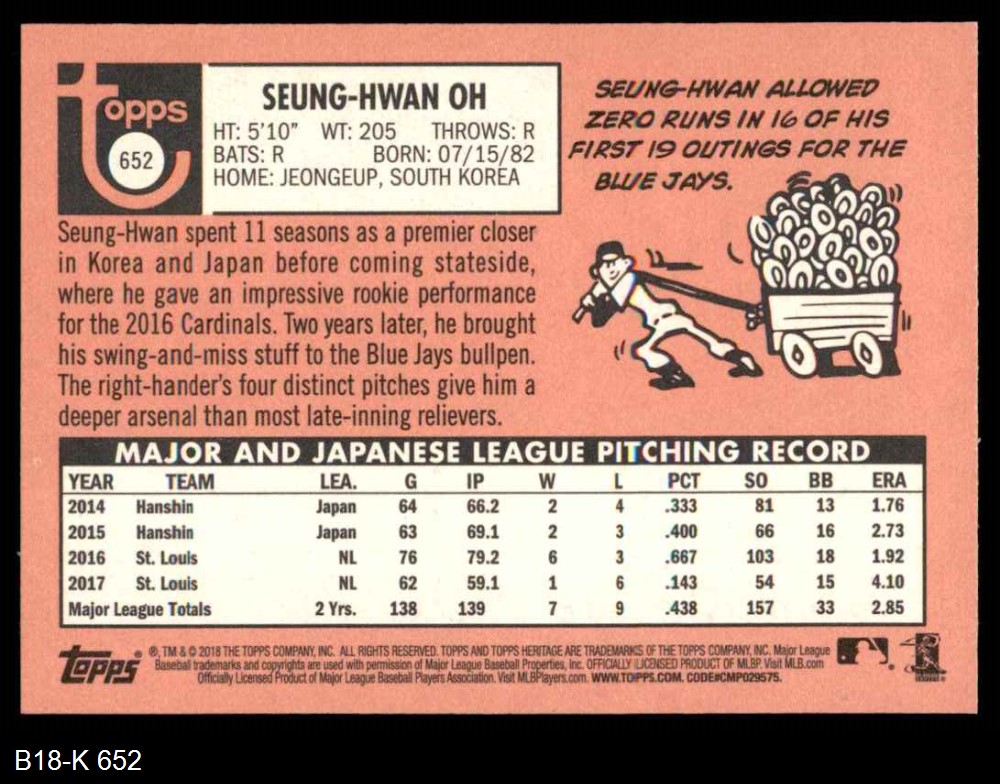 topps
652
SEUNG-HWAN OH
HT: 5'10" WT: 205 THROWS: R
BATS: R BORN: 07/15/82
HOME: JEONGEUP, SOUTH KOREA
SEUNG-HWAN ALLOWED
ZERO RUNS IN 16 OF HIS
FIRST 19 OUTINGS FOR THE
BLUE JAYS.
Seung-Hwan spent 11 seasons as a premier closer
in Korea and Japan before coming stateside,
where he gave an impressive rookie performance
for the 2016 Cardinals. Two years later, he brought
his swing-and-miss stuff to the Blue Jays bullpen.
The right-hander's four distinct pitches give him a
deeper arsenal than most late-inning relievers.
MAJOR AND JAPANESE LEAGUE PITCHING RECORD
YEAR TEAM LEA. G IP W L PCT SO BB ERA
2014 Hanshin Japan 64 66.2 2 4 .333 81 13 1.76
2015 Hanshin Japan 63 69.1 2 3 .400 66 16 2.73
2016 St. Louis NL 76 79.2 6 3 .667 103 18 1.92
2017 St. Louis NL 62 59.1 1 6 .143 54 15 4.10
Major League Totals 2 Yrs. 138 139 7 9 .438 157 33 2.85
Topps ® ®, TM & © 2018 THE TOPPS COMPANY, INC. ALL RIGHTS RESERVED. TOPPS AND TOPPS HERITAGE ARE TRADEMARKS OF THE TOPPS COMPANY, INC. Major League
Baseball trademarks and copyrights are used with permission of Major League Baseball Properties, Inc. OFFICIALLY LICENSED PRODUCT OF MLBP. Visit MLB.com
Officially Licensed Product of Major League Baseball Players Association. Visit MLBPlayers.com. WWW.TOPPS.COM. CODE#CMP029575.
B18-K 652